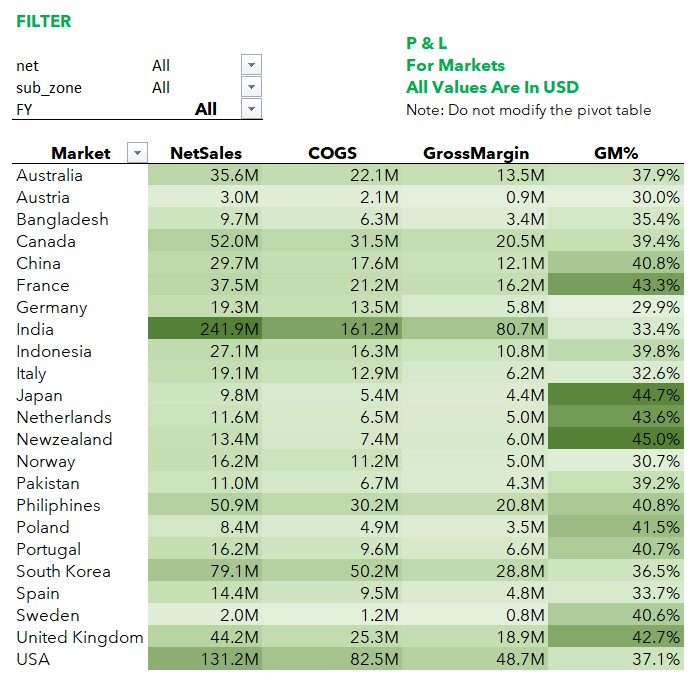 FILTER
P & L
net All For Markets
sub_zone All All Values Are In USD
FY All Note: Do not modify the pivot table
Market NetSales COGS GrossMargin GM%
Australia 35.6M 22.1M 13.5M 37.9%
Austria 3.0M 2.1M 0.9M 30.0%
Bangladesh 9.7M 6.3M 3.4M 35.4%
Canada 52.0M 31.5M 20.5M 39.4%
China 29.7M 17.6M 12.1M 40.8%
France 37.5M 21.2M 16.2M 43.3%
Germany 19.3M 13.5M 5.8M 29.9%
India 241.9M 161.2M 80.7M 33.4%
Indonesia 27.1M 16.3M 10.8M 39.8%
Italy 19.1M 12.9M 6.2M 32.6%
Japan 9.8M 5.4M 4.4M 44.7%
Netherlands 11.6M 6.5M 5.0M 43.6%
Newzealand 13.4M 7.4M 6.0M 45.0%
Norway 16.2M 11.2M 5.0M 30.7%
Pakistan 11.0M 6.7M 4.3M 39.2%
Philiphines 50.9M 30.2M 20.8M 40.8%
Poland 8.4M 4.9M 3.5M 41.5%
Portugal 16.2M 9.6M 6.6M 40.7%
South Korea 79.1M 50.2M 28.8M 36.5%
Spain 14.4M 9.5M 4.8M 33.7%
Sweden 2.0M 1.2M 0.8M 40.6%
United Kingdom 44.2M 25.3M 18.9M 42.7%
USA 131.2M 82.5M 48.7M 37.1%